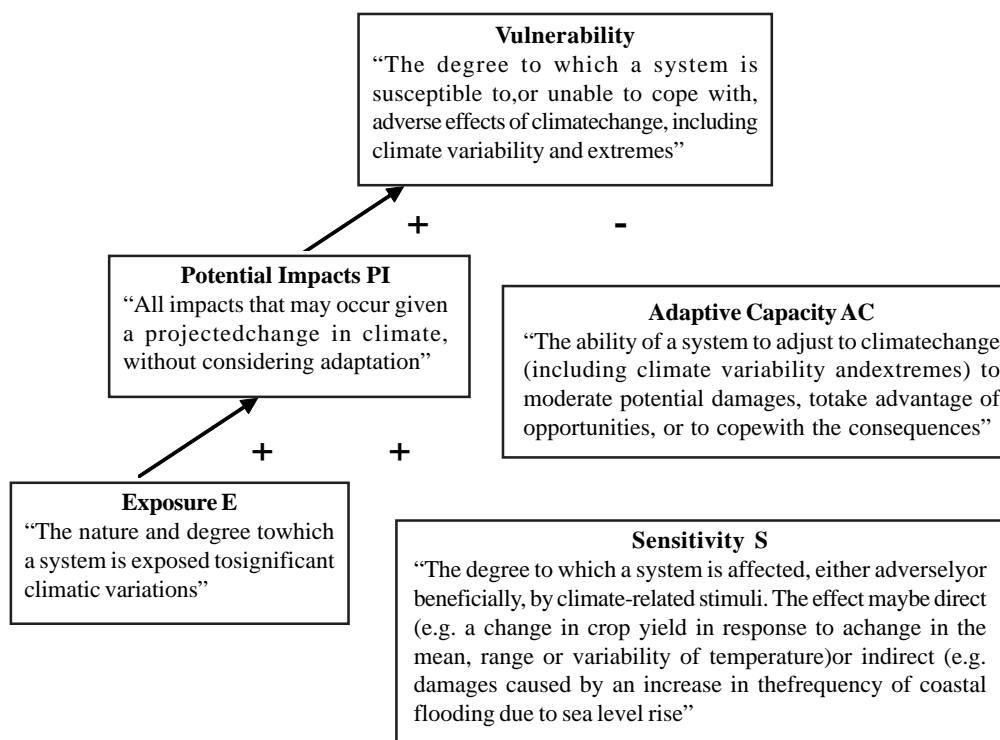 Vulnerability
“The degree to which a system is
susceptible to,or unable to cope with,
adverse effects of climatechange, including
climate variability and extremes”
+ -
Potential Impacts PI
“All impacts that may occur given
a projectedchange in climate,
without considering adaptation”
Adaptive Capacity AC
“The ability of a system to adjust to climatechange
(including climate variability andextremes) to
moderate potential damages, totake advantage of
opportunities, or to copewith the consequences”
+ +
Exposure E
“The nature and degree towhich
a system is exposed tosignificant
climatic variations”
Sensitivity S
“The degree to which a system is affected, either adverselyor
beneficially, by climate-related stimuli. The effect maybe direct
(e.g. a change in crop yield in response to achange in the
mean, range or variability of temperature)or indirect (e.g.
damages caused by an increase in thefrequency of coastal
flooding due to sea level rise”